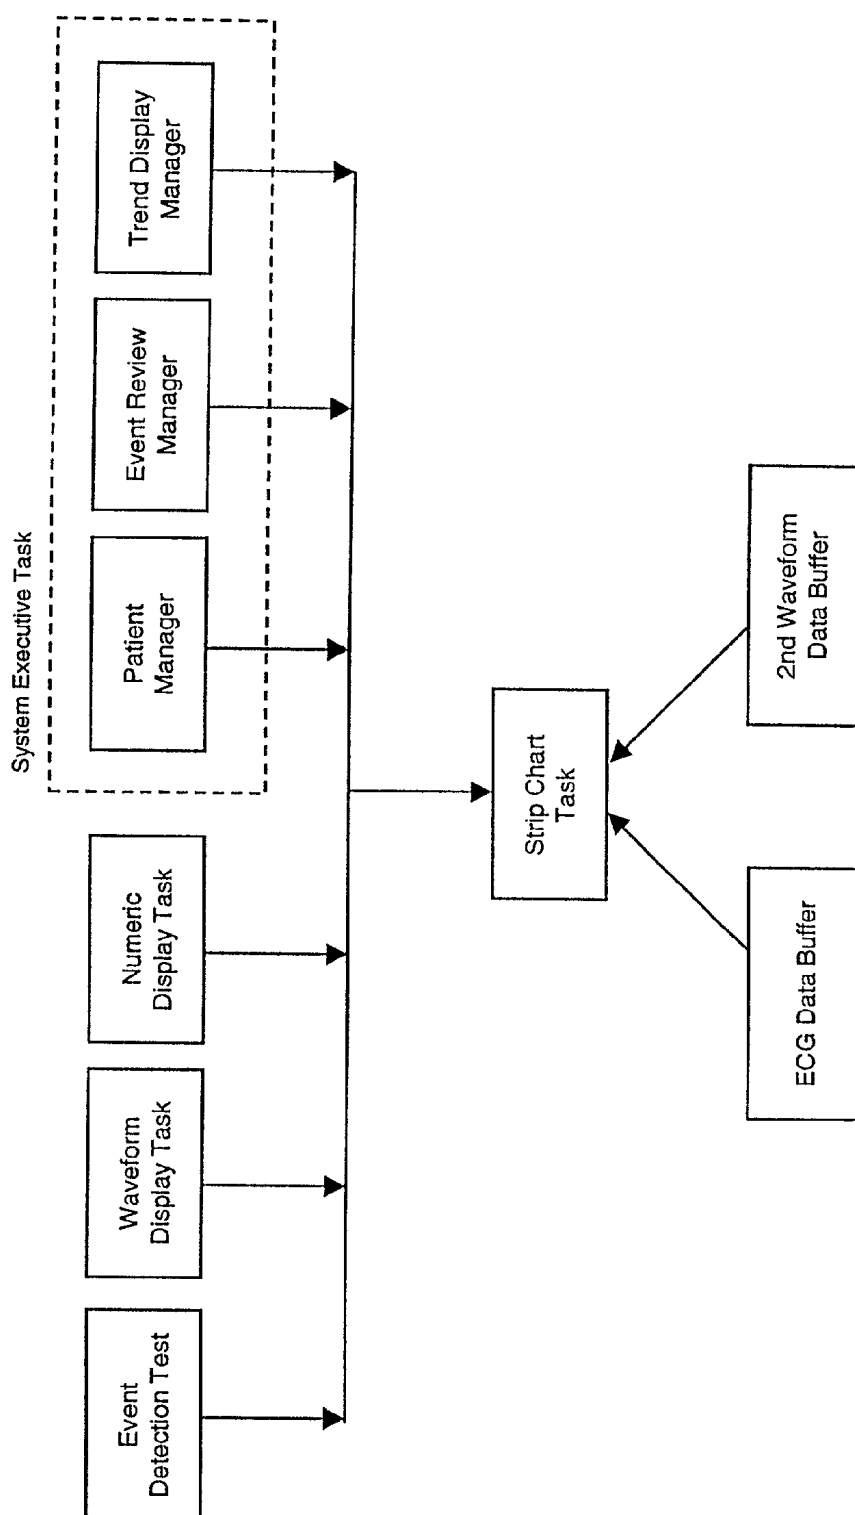 System Executive Task
Event
Detection Test
Waveform
Display Task
Numeric
Display Task
Patient
Manager
Event Review
Manager
Trend Display
Manager
Strip Chart
Task
ECG Data Buffer
2nd Waveform
Data Buffer